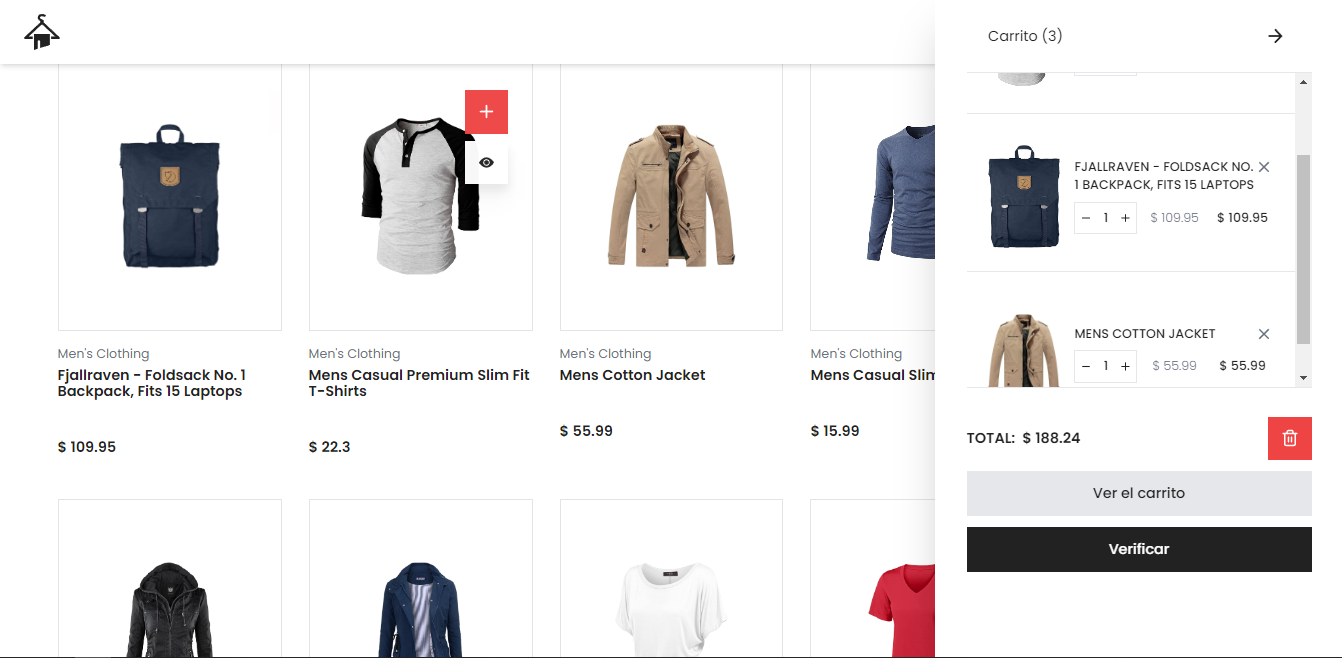 Carrito (3)
Men's Clothing
Fjallraven - Foldsack No. 1
Backpack, Fits 15 Laptops
$ 109.95
Men's Clothing
Mens Casual Premium Slim Fit
T-Shirts
$ 22.3
Men's Clothing
Mens Cotton Jacket
$ 55.99
Men's Clothing
Mens Casual Slim
$ 15.99
FJALLRAVEN - FOLDSACK NO.
1 BACKPACK, FITS 15 LAPTOPS
− 1 + $ 109.95 $ 109.95
MENS COTTON JACKET
− 1 + $ 55.99 $ 55.99
TOTAL: $ 188.24
Ver el carrito
Verificar